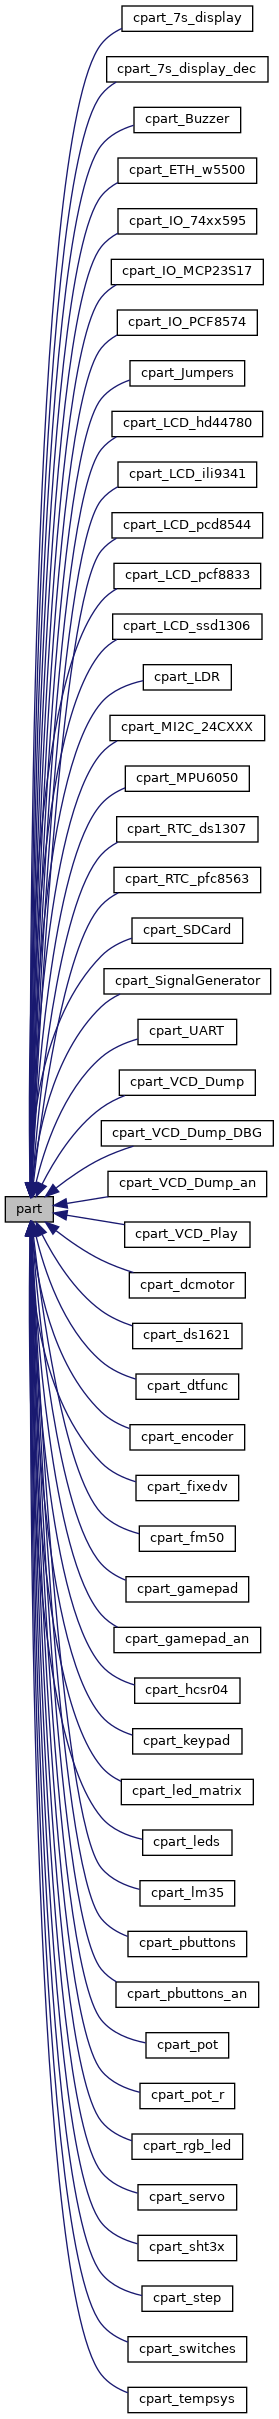 cpart_7s_display
cpart_7s_display_dec
cpart_Buzzer
cpart_ETH_w5500
cpart_IO_74xx595
cpart_IO_MCP23S17
cpart_IO_PCF8574
cpart_Jumpers
cpart_LCD_hd44780
cpart_LCD_ili9341
cpart_LCD_pcd8544
cpart_LCD_pcf8833
cpart_LCD_ssd1306
cpart_LDR
cpart_MI2C_24CXXX
cpart_MPU6050
cpart_RTC_ds1307
cpart_RTC_pfc8563
cpart_SDCard
cpart_SignalGenerator
cpart_UART
cpart_VCD_Dump
cpart_VCD_Dump_DBG
cpart_VCD_Dump_an
part
cpart_VCD_Play
cpart_dcmotor
cpart_ds1621
cpart_dtfunc
cpart_encoder
cpart_fixedv
cpart_fm50
cpart_gamepad
cpart_gamepad_an
cpart_hcsr04
cpart_keypad
cpart_led_matrix
cpart_leds
cpart_lm35
cpart_pbuttons
cpart_pbuttons_an
cpart_pot
cpart_pot_r
cpart_rgb_led
cpart_servo
cpart_sht3x
cpart_step
cpart_switches
cpart_tempsys